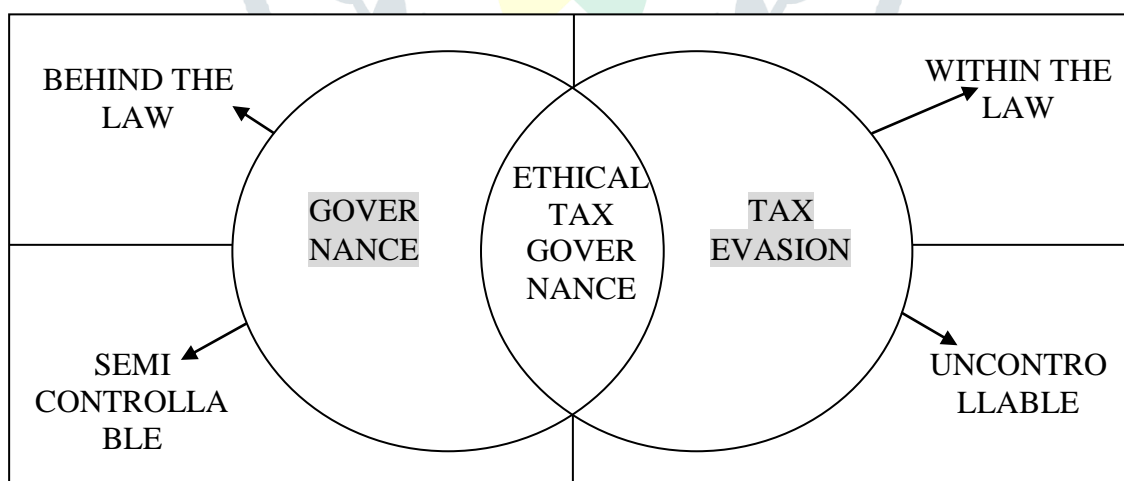 BEHIND THE
LAW
WITHIN THE
LAW
GOVER
NANCE
ETHICAL
TAX
GOVER
NANCE
TAX
EVASION
SEMI
CONTROLLA
BLE
UNCONTRO
LLABLE